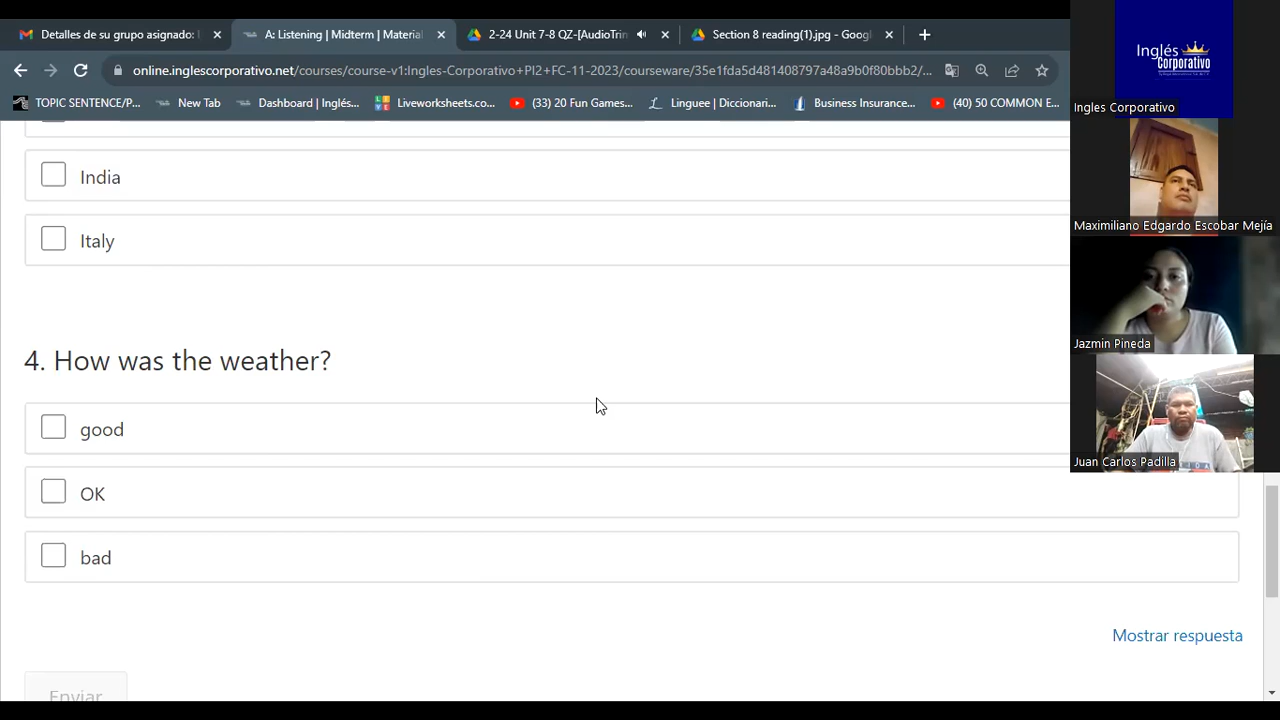 Detalles de su grupo asignado:
A: Listening | Midterm | Material
2-24 Unit 7-8 QZ-[AudioTrim
Section 8 reading(1).jpg - Google
online.inglescorporativo.net/courses/course-v1:Ingles-Corporativo+PI2+FC-11-2023/courseware/35e1fda5d481408797a48a9b0f80bbb2/...
TOPIC SENTENCE/P...
New Tab
Dashboard | Inglés...
Liveworksheets.co...
(33) 20 Fun Games...
Linguee | Diccionari...
Business Insurance...
(40) 50 COMMON E...
India
Italy
4. How was the weather?
good
OK
bad
Mostrar respuesta
Enviar
Inglés
Corporativo
Ingles Corporativo
Maximiliano Edgardo Escobar Mejía
Jazmin Pineda
Juan Carlos Padilla